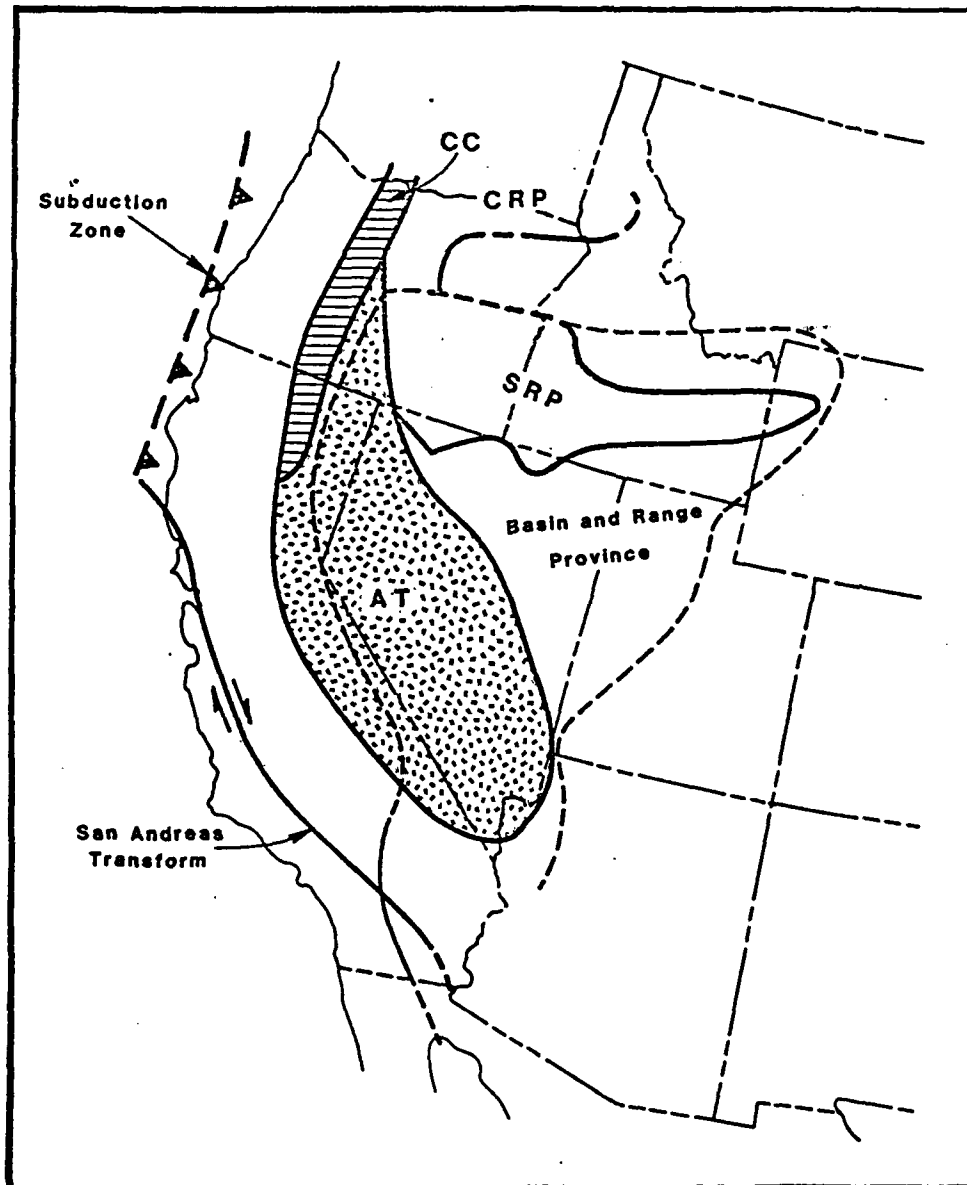 CC
CRP
Subduction
Zone
SRP
Basin and Range
Province
AT
San Andreas
Transform